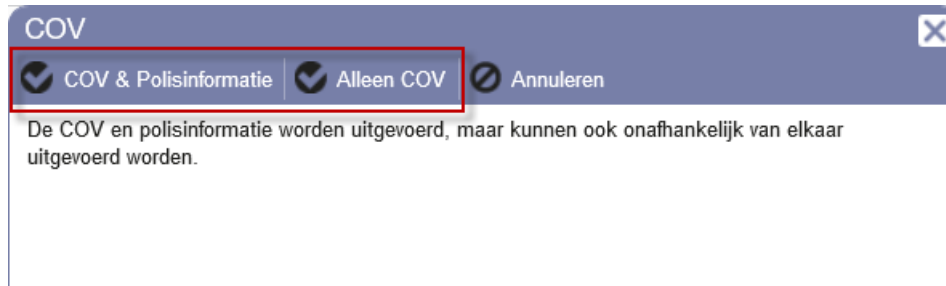 COV
COV & Polisinformatie Alleen COV Annuleren
De COV en polisinformatie worden uitgevoerd, maar kunnen ook onafhankelijk van elkaar
uitgevoerd worden.